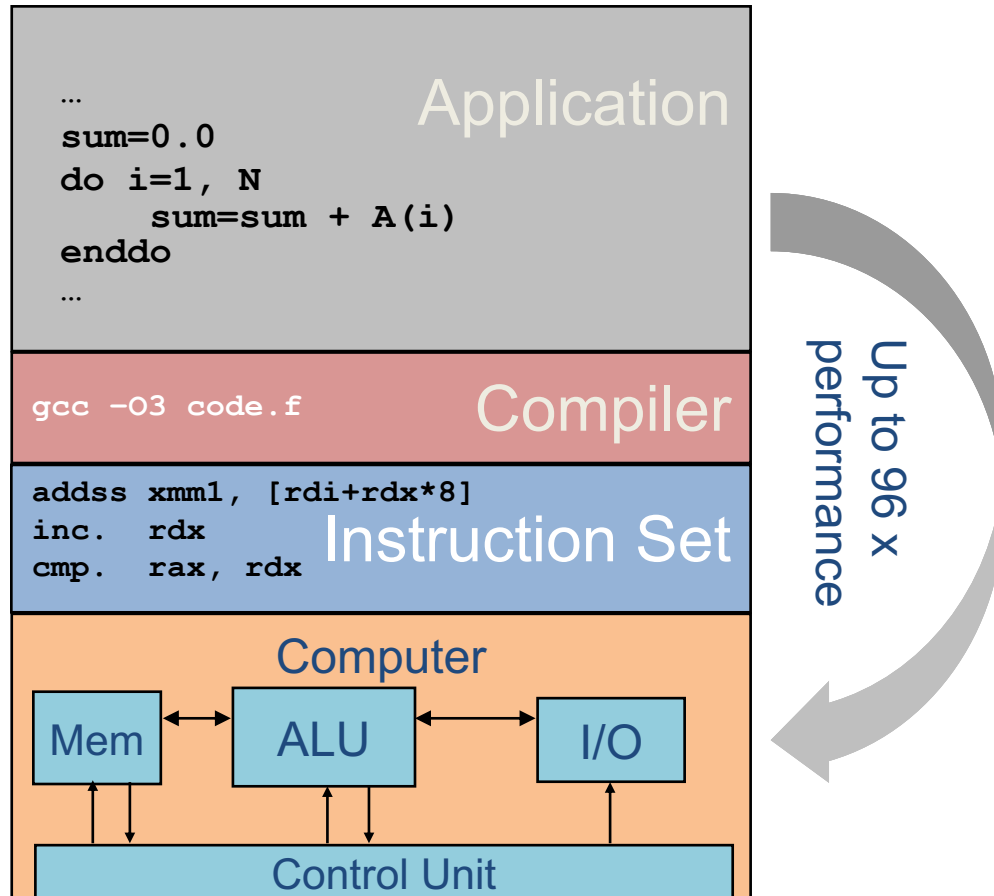 Application
…
sum=0.0
do i=1, N
sum=sum + A(i)
enddo
…
gcc –O3 code.f
Compiler
addss xmm1, [rdi+rdx*8]
inc. rdx
cmp. rax, rdx
Instruction Set
Computer
Mem
ALU
I/O
Control Unit
Up to 96 x
performance